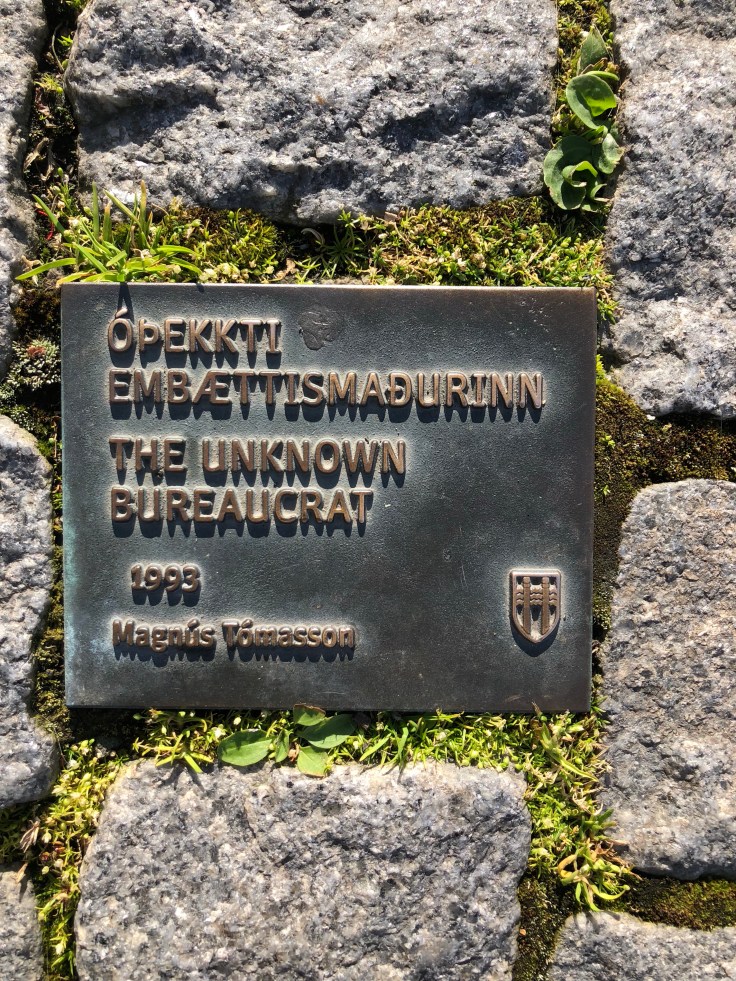 ÓÞEKKTI
EMBÆTTISMAÐURINN
THE UNKNOWN
BUREAUCRAT
1993
Magnús Tómasson